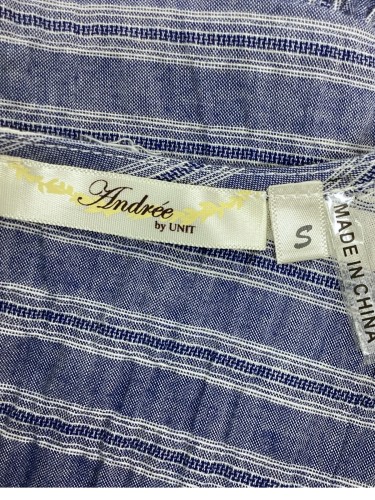 Andrée
by UNIT
S
MADE IN CHINA